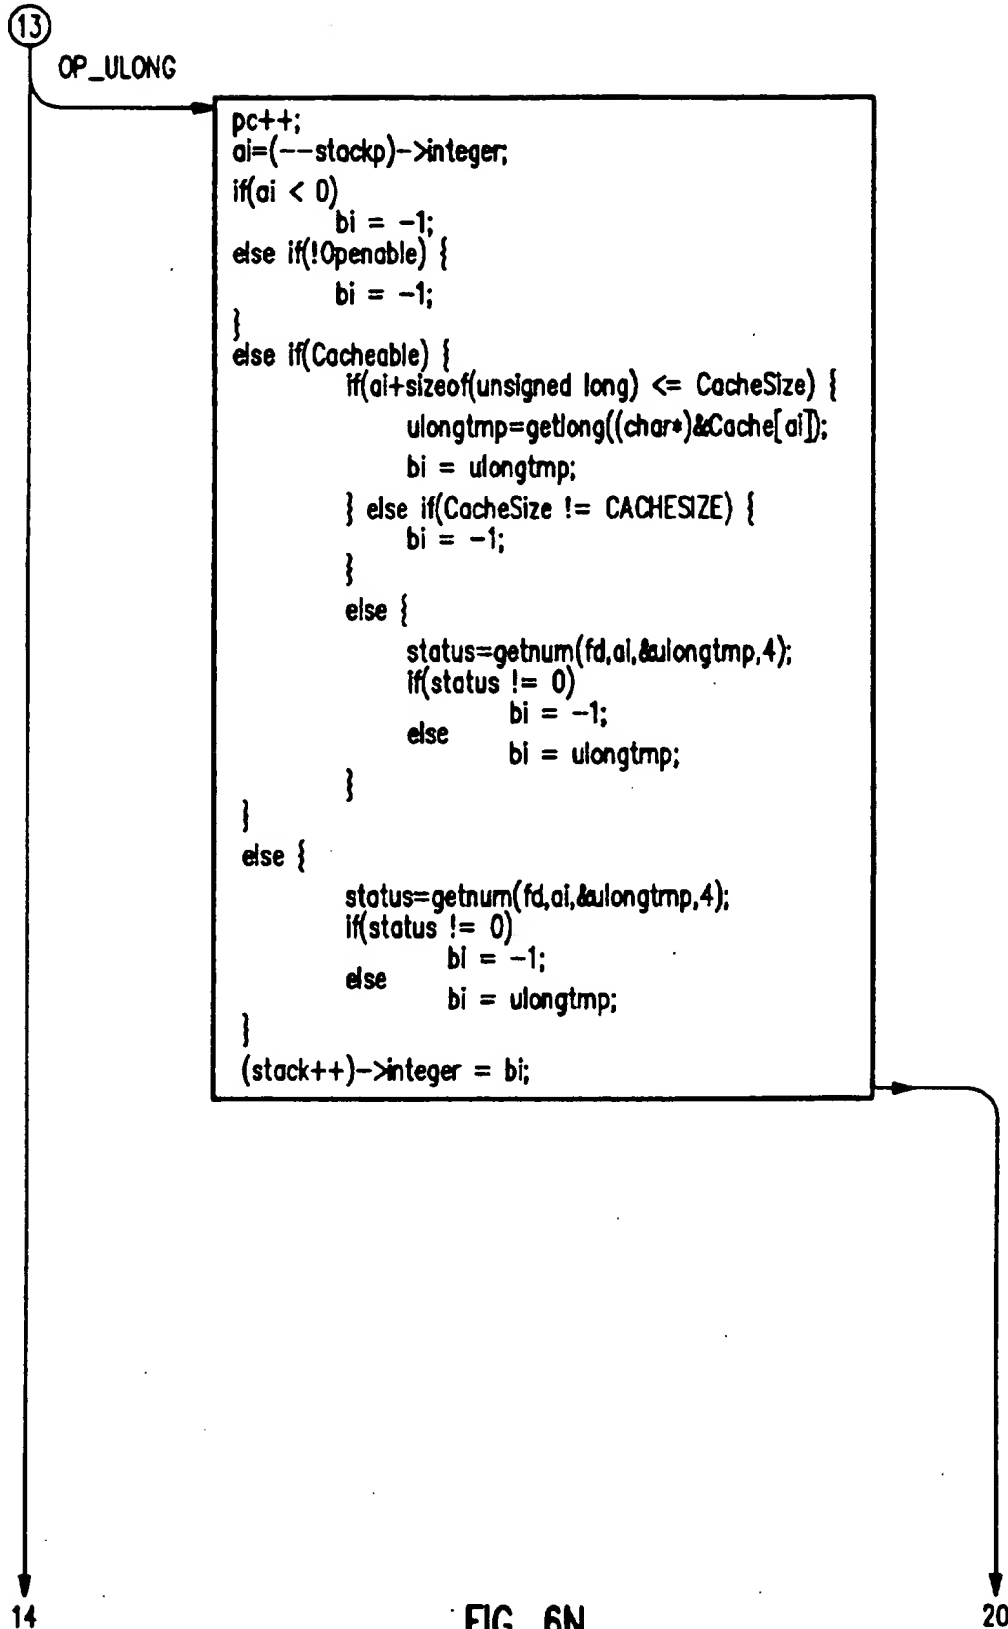 13
OP_ULONG
pc++;
ai=(--stackp)->integer;
if(ai < 0)
bi = -1;
else if(!Openable) {
bi = -1;
}
else if(Cacheable) {
if(ai+sizeof(unsigned long) <= CacheSize) {
ulongtmp=getlong((char*)&Cache[ai]);
bi = ulongtmp;
} else if(CacheSize != CACHESIZE) {
bi = -1;
}
else {
status=getnum(fd,ai,&ulongtmp,4);
if(status != 0)
bi = -1;
else
bi = ulongtmp;
}
}
else {
status=getnum(fd,ai,&ulongtmp,4);
if(status != 0)
bi = -1;
else
bi = ulongtmp;
}
(stack++)->integer = bi;
14
FIG. 6N
20